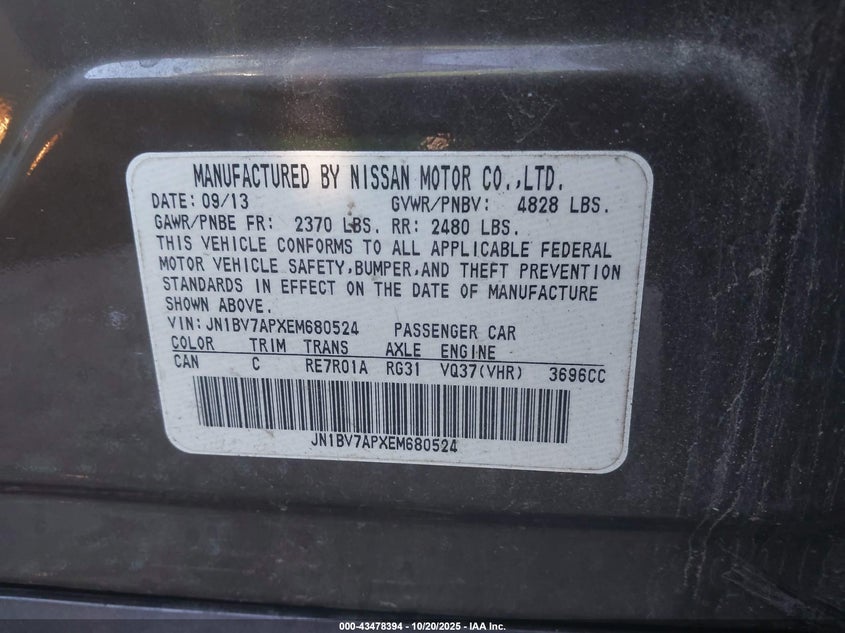 MANUFACTURED BY NISSAN MOTOR CO.,LTD.
DATE: 09/13 GVWR/PNBV: 4828 LBS.
GAWR/PNBE FR: 2370 LBS. RR: 2480 LBS.
THIS VEHICLE CONFORMS TO ALL APPLICABLE FEDERAL
MOTOR VEHICLE SAFETY,BUMPER,AND THEFT PREVENTION
STANDARDS IN EFFECT ON THE DATE OF MANUFACTURE
SHOWN ABOVE.
VIN:JN1BV7APXEM680524 PASSENGER CAR
COLOR TRIM TRANS AXLE ENGINE
CAN C RE7R01A RG31 VQ37(VHR) 3696CC
JN1BV7APXEM680524
000-43478394 - 10/20/2025 - IAA Inc.